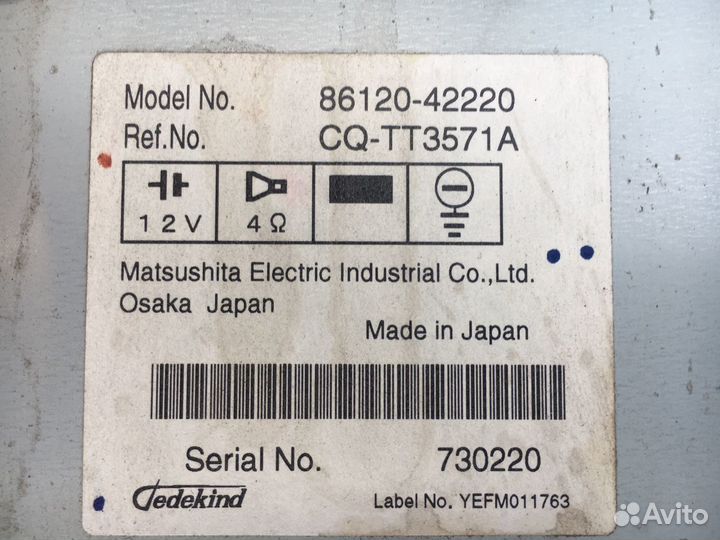 Model No. 86120-42220
Ref.No. CQ-TT3571A
12V 4Ω
Matsushita Electric Industrial Co.,Ltd.
Osaka Japan
Made in Japan
Serial No. 730220
Jedekind Label No. YEFM011763
Avito